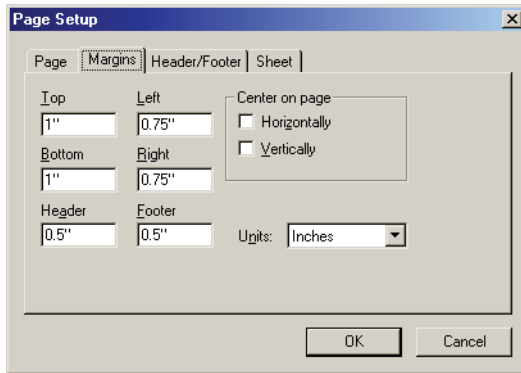 Page Setup
Page Margins Header/Footer Sheet
Top Left Center on page
1" 0.75" Horizontally
Bottom Right Vertically
1" 0.75"
Header Footer
0.5" 0.5" Units: Inches
OK Cancel